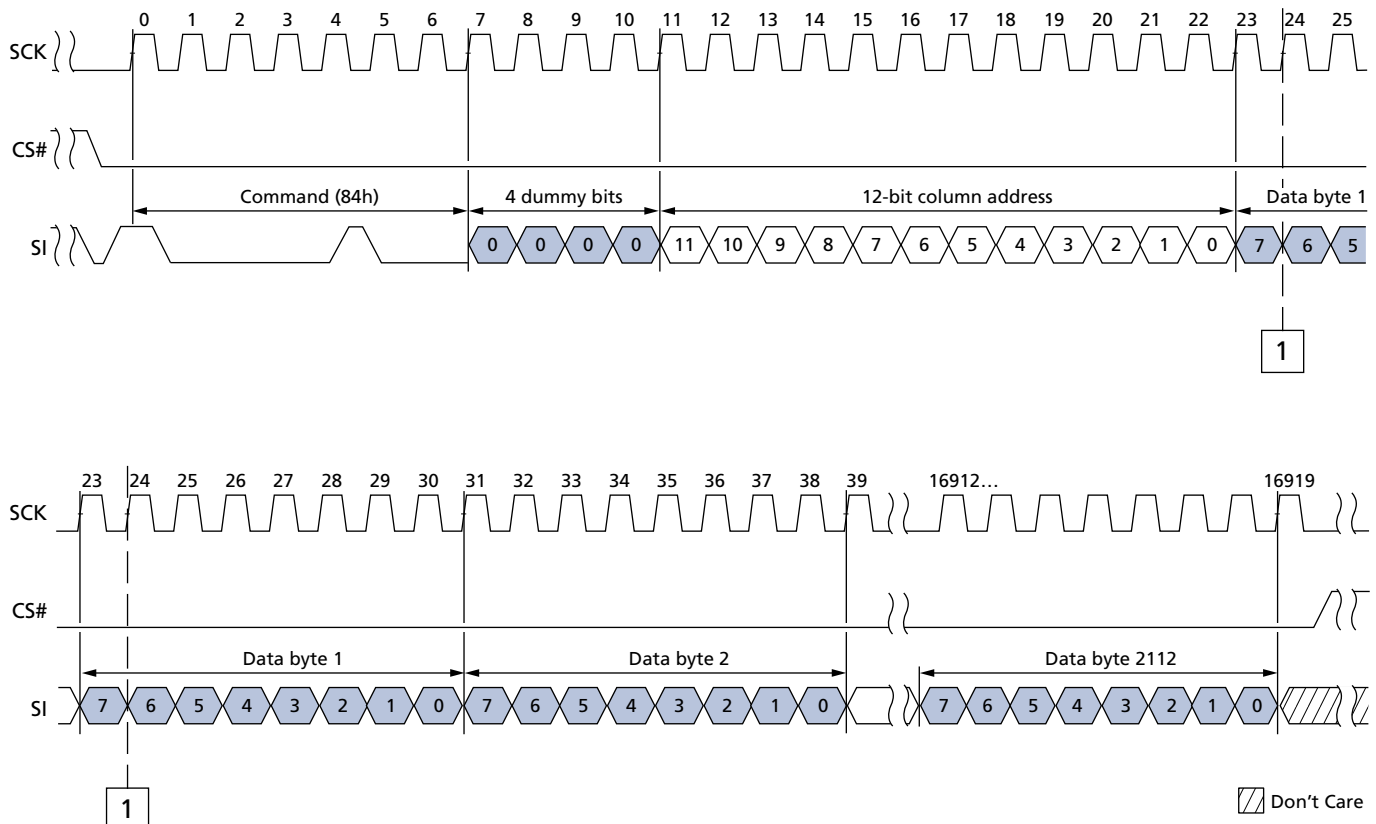 0 1 2 3 4 5 6 7 8 9 10 11 12 13 14 15 16 17 18 19 20 21 22 23 24 25
SCK
CS#
Command (84h) 4 dummy bits 12-bit column address Data byte 1
SI 0 0 0 0 11 10 9 8 7 6 5 4 3 2 1 0 7 6 5
1
23 24 25 26 27 28 29 30 31 32 33 34 35 36 37 38 39 16912... 16919
SCK
CS#
Data byte 1 Data byte 2 Data byte 2112
SI 7 6 5 4 3 2 1 0 7 6 5 4 3 2 1 0 7 6 5 4 3 2 1 0
1
Don't Care